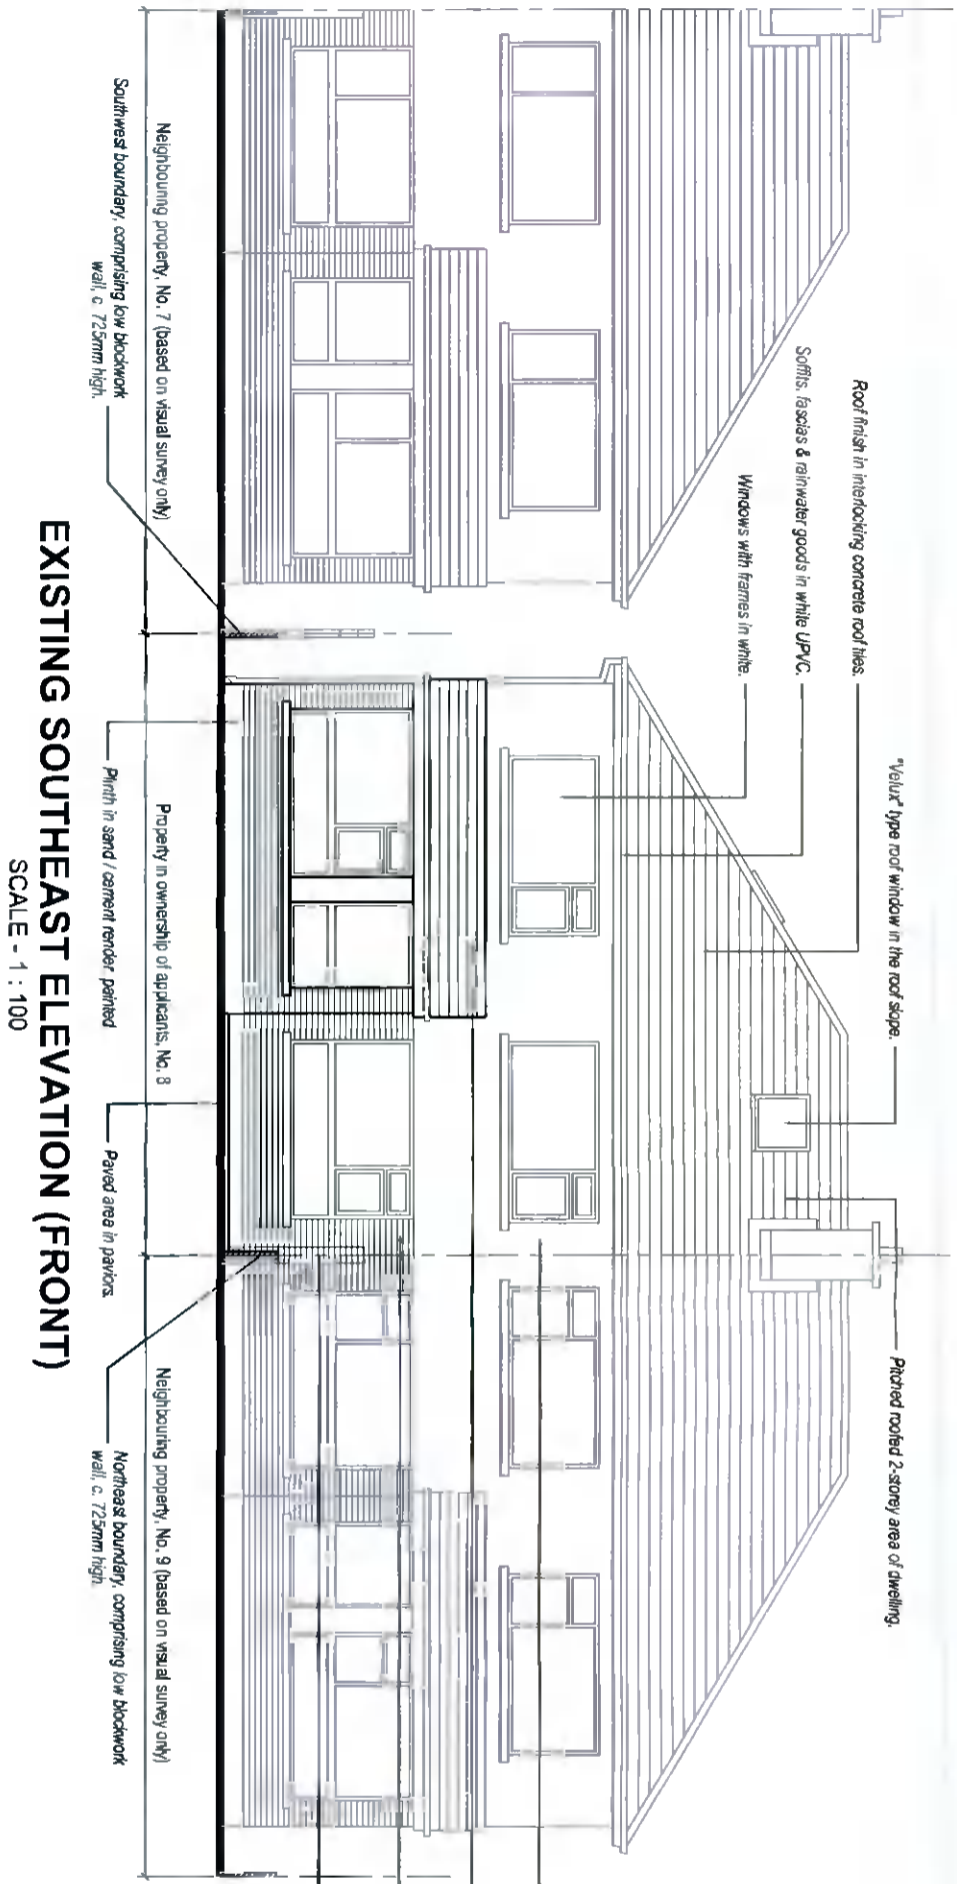 "Velux" type roof window in the roof slope.
Pitched roofed 2-storey area of dwelling.
Roof finish in interlocking concrete roof tiles.
Soffits, fascias & rainwater goods in white UPVC.
Windows with frames in white.
Neighbouring property, No. 7 (based on visual survey only)
Property in ownership of applicants, No. 8
Neighbouring property, No. 9 (based on visual survey only)
Southwest boundary, comprising low blockwork
wall, c. 725mm high.
Plinth in sand / cement render, painted
Paved area in paviors.
Northeast boundary, comprising low blockwork
wall, c. 725mm high.
EXISTING SOUTHEAST ELEVATION (FRONT)
SCALE - 1 : 100